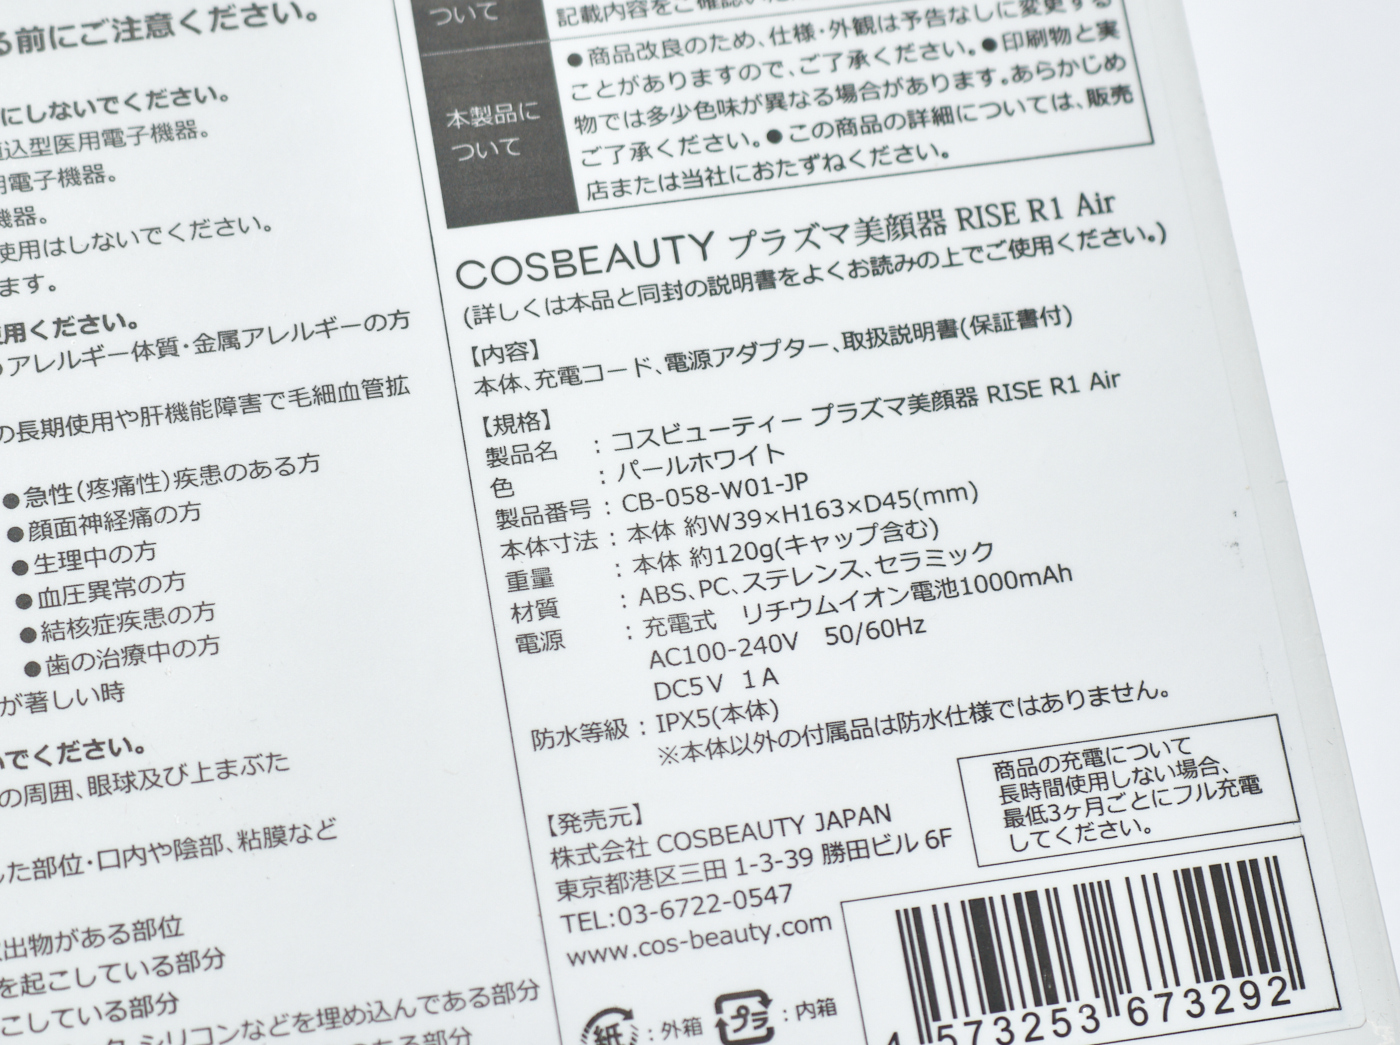 る前にご注意ください。
にしないでください。
込型医用電子機器。
用電子機器。
機器。
使用はしないでください。
ます。
使用ください。
アレルギー体質・金属アレルギーの方
の長期使用や肝機能障害で毛細血管拡
●急性(疼痛性)疾患のある方
●顔面神経痛の方
●生理中の方
●血圧異常の方
●結核症疾患の方
●歯の治療中の方
が著しい時
いでください。
の周囲、眼球及び上まぶた
した部位・口内や陰部、粘膜など
出物がある部位
を起こしている部分
こしている部分
シリコンなどを埋め込んである部分
のある部分
ついて
記載内容をご確認いた
本製品に
ついて
●商品改良のため、仕様・外観は予告なしに変更する
ことがありますので、ご了承ください。●印刷物と実
物では多少色味が異なる場合があります。あらかじめ
ご了承ください。●この商品の詳細については、販売
店または当社におたずねください。
COSBEAUTY プラズマ美顔器 RISE R1 Air
(詳しくは本品と同封の説明書をよくお読みの上でご使用ください。)
【内容】
本体、充電コード、電源アダプター、取扱説明書(保証書付)
【規格】
製品名 : コスビューティー プラズマ美顔器 RISE R1 Air
色 : パールホワイト
製品番号 : CB-058-W01-JP
本体寸法 : 本体 約W39×H163×D45(mm)
重量 : 本体 約120g(キャップ含む)
材質 : ABS、PC、ステレンス、セラミック
電源 : 充電式 リチウムイオン電池1000mAh
AC100-240V 50/60Hz
DC5V 1A
防水等級 : IPX5(本体)
※本体以外の付属品は防水仕様ではありません。
【発売元】
株式会社 COSBEAUTY JAPAN
東京都港区三田 1-3-39 勝田ビル 6F
TEL:03-6722-0547
www.cos-beauty.com
商品の充電について
長時間使用しない場合、
最低3ヶ月ごとにフル充電
してください。
紙 : 外箱 プラ : 内箱
4 573253 673292